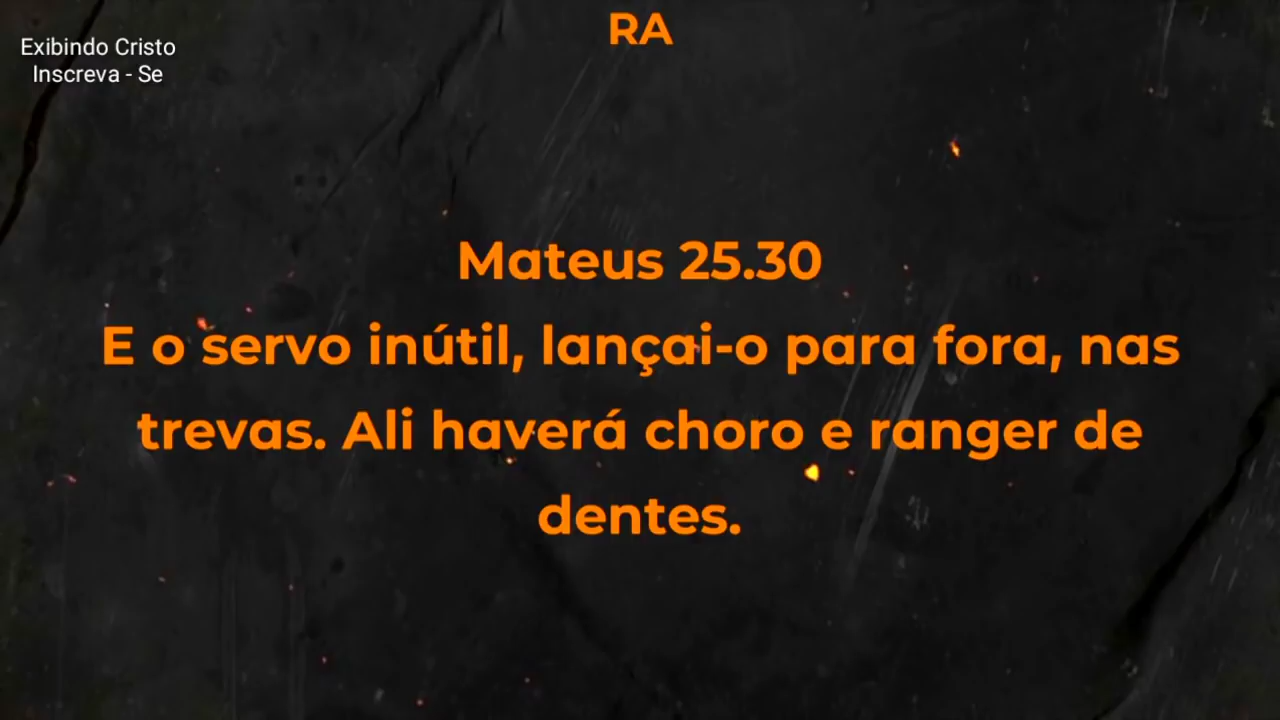 RA
Exibindo Cristo
Inscreva - Se
Mateus 25.30
E o servo inútil, lançai-o para fora, nas
trevas. Ali haverá choro e ranger de
dentes.